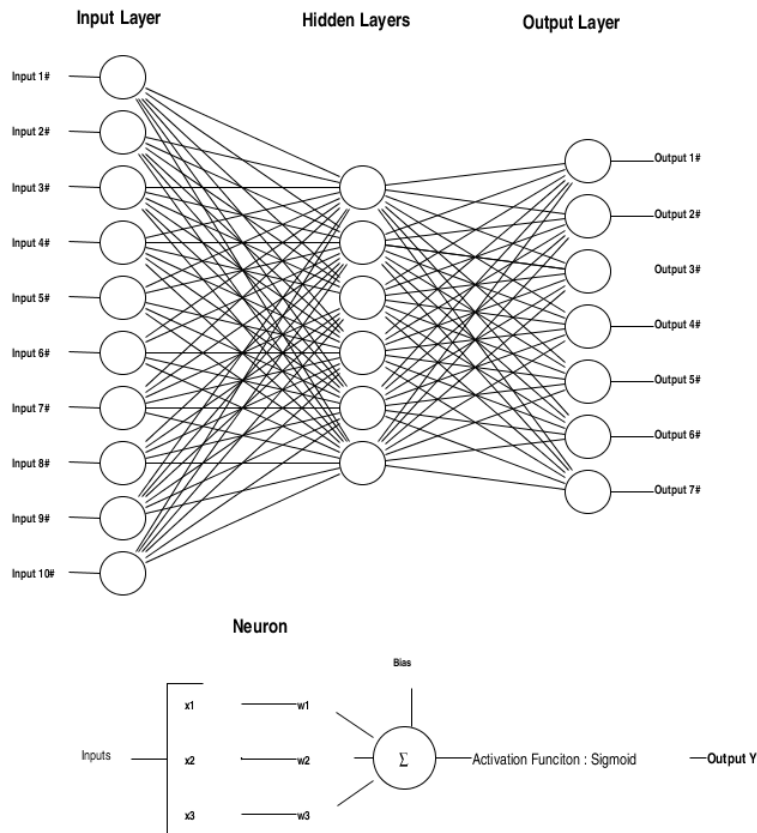 Input Layer
Hidden Layers
Output Layer
Input 1#
Input 2#
Input 3#
Input 4#
Input 5#
Input 6#
Input 7#
Input 8#
Input 9#
Input 10#
Output 1#
Output 2#
Output 3#
Output 4#
Output 5#
Output 6#
Output 7#
Neuron
Bias
Inputs
x1
w1
x2
w2
x3
w3
Σ
Activation Funciton : Sigmoid
Output Y